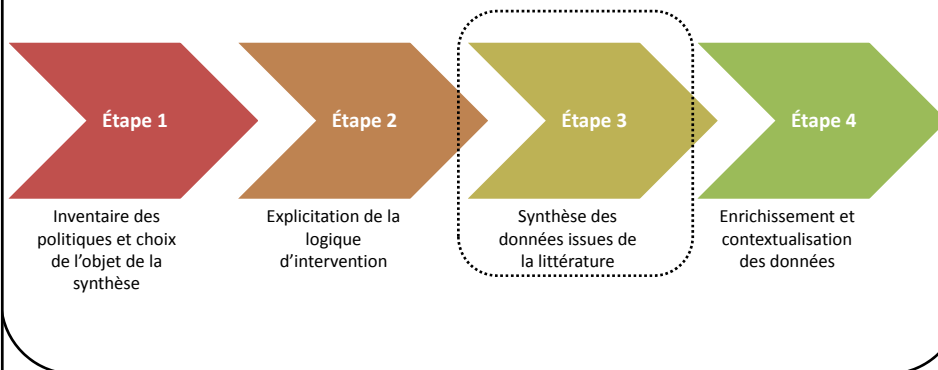 Étape 1
Étape 2
Étape 3
Étape 4
Inventaire des
politiques et choix
de l’objet de la
synthèse
Explicitation de la
logique
d’intervention
Synthèse des
données issues de
la littérature
Enrichissement et
contextualisation
des données